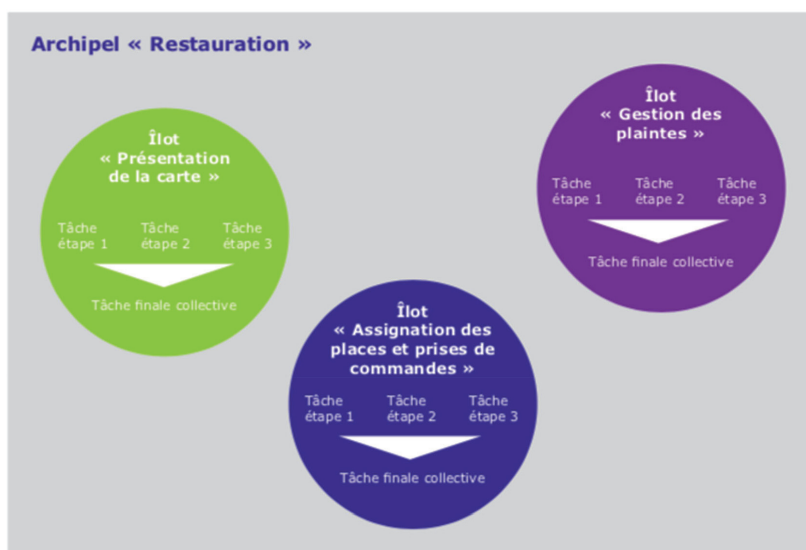 Archipel « Restauration »
Îlot
« Présentation
de la carte »
Tâche Tâche Tâche
étape 1 étape 2 étape 3
Tâche finale collective
Îlot
« Assignation des
places et prises de
commandes »
Tâche Tâche Tâche
étape 1 étape 2 étape 3
Tâche finale collective
Îlot
« Gestion des
plaintes »
Tâche Tâche Tâche
étape 1 étape 2 étape 3
Tâche finale collective